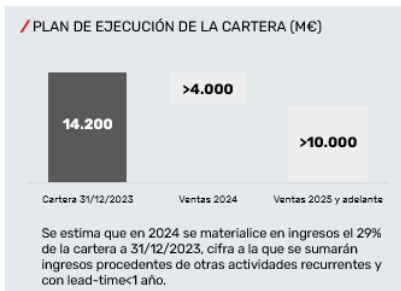 / PLAN DE EJECUCIÓN DE LA CARTERA (M€)
14.200
>4.000
>10.000
Cartera 31/12/2023
Ventas 2024
Ventas 2025 y adelante
Se estima que en 2024 se materialice en ingresos el 29%
de la cartera a 31/12/2023, cifra a la que se sumarán
ingresos procedentes de otras actividades recurrentes y
con lead-time<1 año.